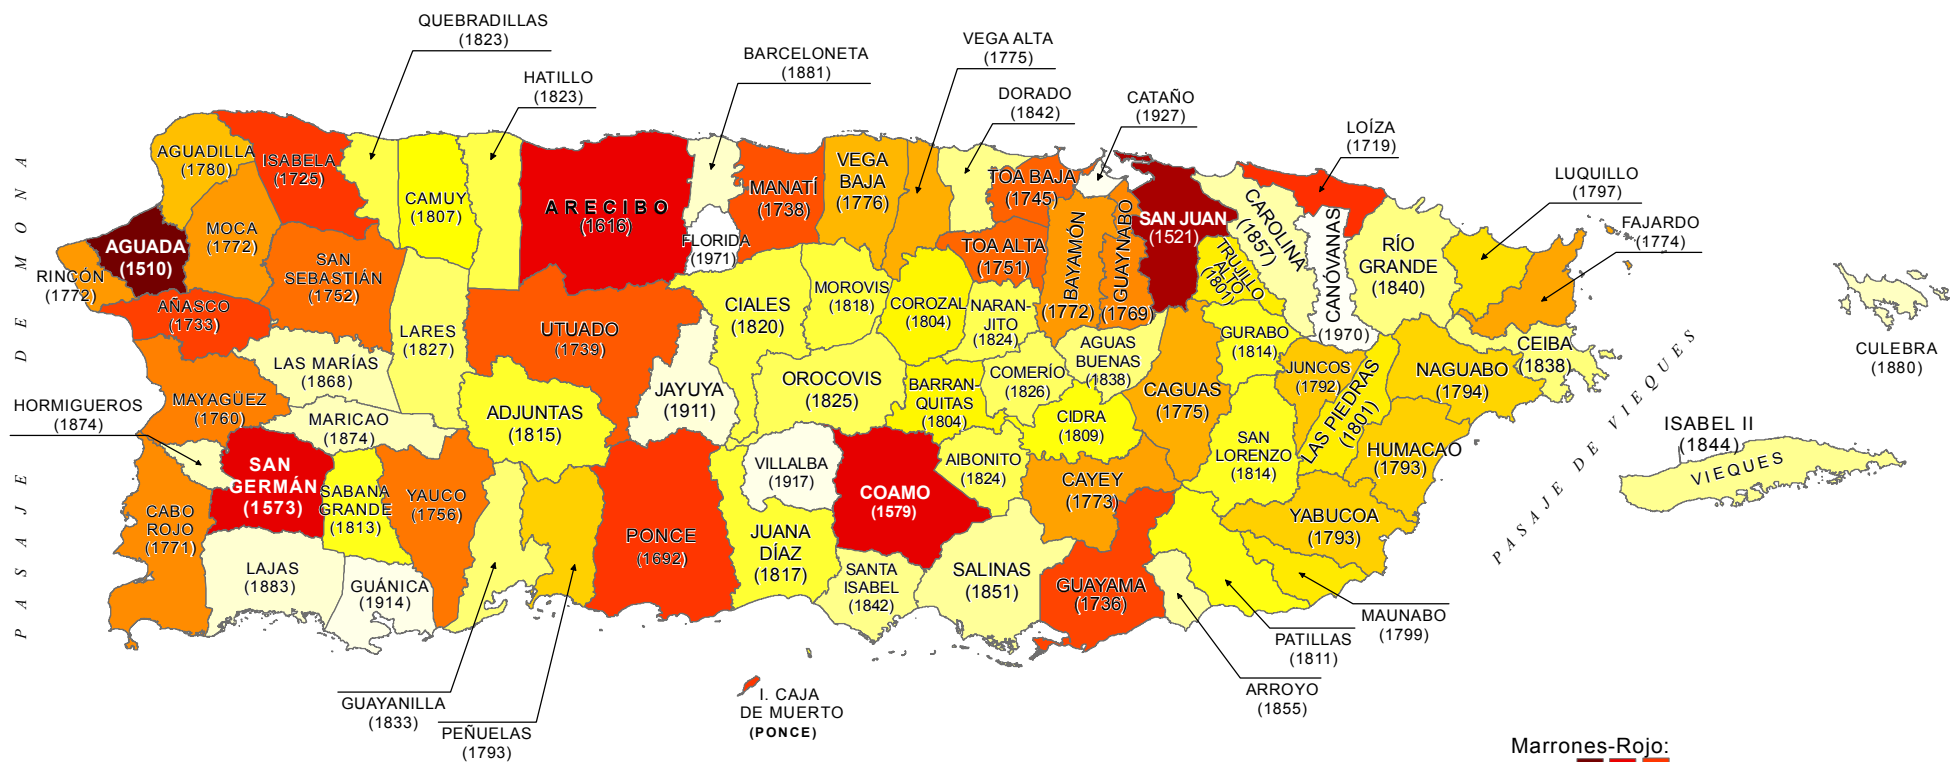 QUEBRADILLAS
(1823)
HATILLO
(1823)
BARCELONETA
(1881)
VEGA ALTA
(1775)
DORADO
(1842)
CATAÑO
(1927)
LOÍZA
(1719)
LUQUILLO
(1797)
FAJARDO
(1774)
AGUADILLA
(1780)
ISABELA
(1725)
CAMUY
(1807)
ARECIBO
(1616)
MANATÍ
(1738)
VEGA
BAJA
(1776)
TOA BAJA
(1745)
TOA ALTA
(1751)
BAYAMÓN
(1772)
GUAYNABO
(1769)
SAN JUAN
(1521)
TRUJILLO
ALTO
(1801)
CAROLINA
(1857)
CANÓVANAS
(1970)
RÍO
GRANDE
(1840)
MOCA
(1772)
AGUADA
(1510)
RINCÓN
(1772)
AÑASCO
(1733)
SAN
SEBASTIÁN
(1752)
LARES
(1827)
UTUADO
(1739)
FLORIDA
(1971)
CIALES
(1820)
MOROVIS
(1818)
COROZAL
(1804)
NARAN-
JITO
(1824)
AGUAS
BUENAS
(1838)
GURABO
(1814)
JUNCOS
(1792)
LAS PIEDRAS
(1801)
NAGUABO
(1794)
CEIBA
(1838)
CULEBRA
(1880)
LAS MARÍAS
(1868)
MAYAGÜEZ
(1760)
HORMIGUEROS
(1874)
MARICAO
(1874)
ADJUNTAS
(1815)
JAYUYA
(1911)
OROCOVIS
(1825)
BARRAN-
QUITAS
(1804)
COMERÍO
(1826)
CIDRA
(1809)
CAGUAS
(1775)
SAN
LORENZO
(1814)
HUMACAO
(1793)
ISABEL II
(1844)
VIEQUES
CABO
ROJO
(1771)
SAN
GERMÁN
(1573)
SABANA
GRANDE
(1813)
YAUCO
(1756)
PONCE
(1692)
VILLALBA
(1917)
COAMO
(1579)
AIBONITO
(1824)
CAYEY
(1773)
YABUCOA
(1793)
LAJAS
(1883)
GUÁNICA
(1914)
JUANA
DÍAZ
(1817)
SANTA
ISABEL
(1842)
SALINAS
(1851)
GUAYAMA
(1736)
MAUNABO
(1799)
PATILLAS
(1811)
ARROYO
(1855)
GUAYANILLA
(1833)
PEÑUELAS
(1793)
I. CAJA
DE MUERTO
(PONCE)
PASAJE DE MONA
PASAJE DE VIEQUES
Marrones-Rojo: